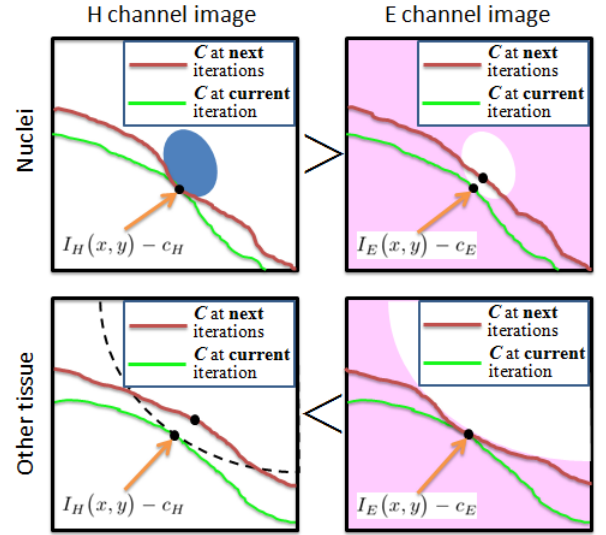 H channel image
E channel image
Nuclei
C at next
iterations
C at current
iteration
I_H(x, y) − c_H
>
C at next
iterations
C at current
iteration
I_E(x, y) − c_E
Other tissue
C at next
iterations
C at current
iteration
I_H(x, y) − c_H
<
C at next
iterations
C at current
iteration
I_E(x, y) − c_E